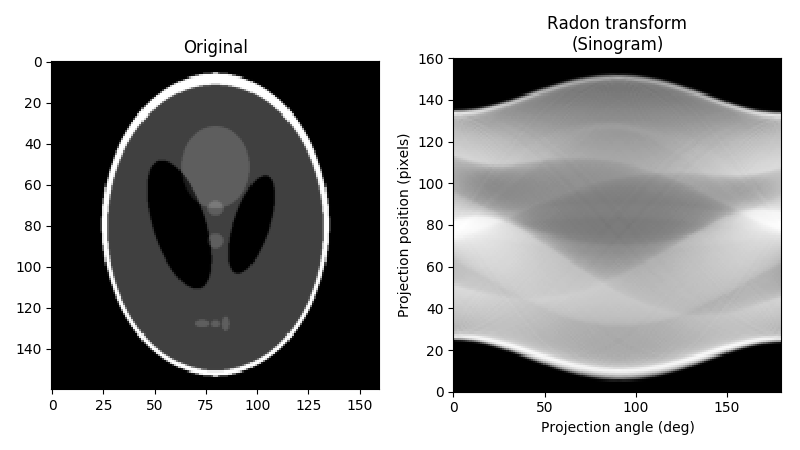 Original
0
20
40
60
80
100
120
140
0 25 50 75 100 125 150
Radon transform
(Sinogram)
Projection position (pixels)
160
140
120
100
80
60
40
20
0
0 50 100 150
Projection angle (deg)